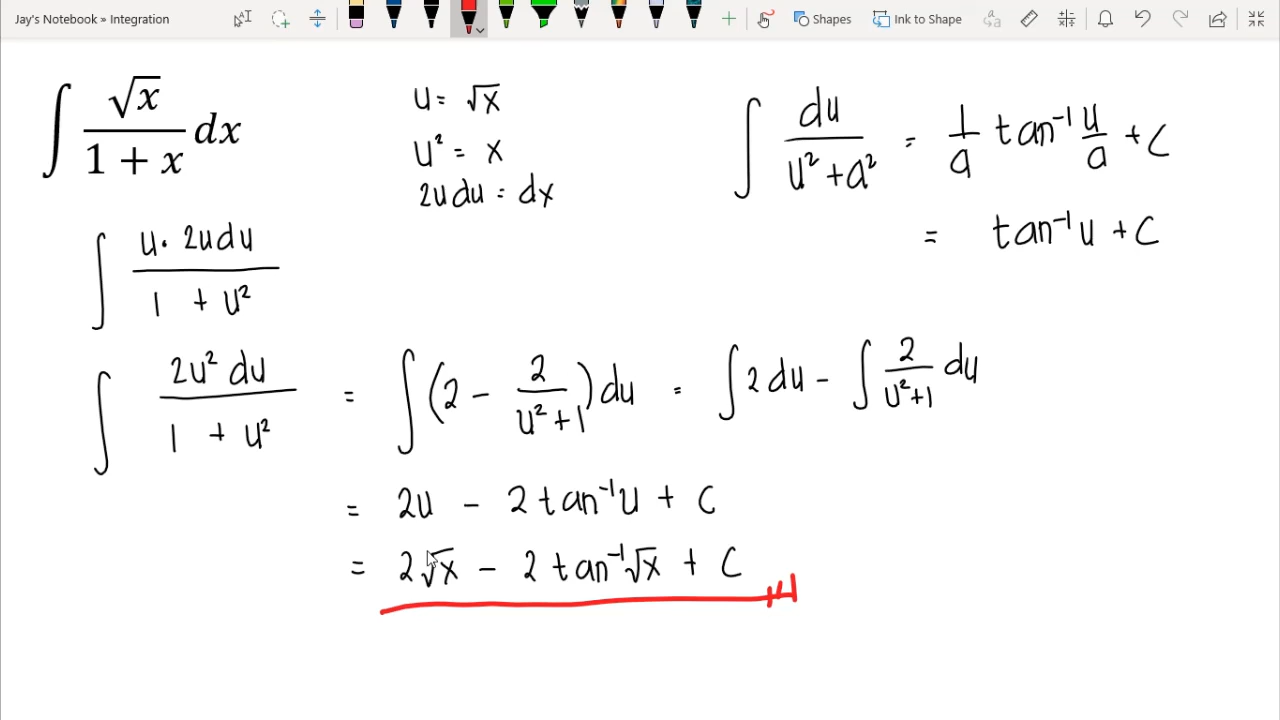 Jay's Notebook » Integration
Shapes
Ink to Shape
∫ √x / (1 + x) dx
u = √x
u² = x
2u du = dx
∫ du / (u² + a²) = 1/a tan⁻¹ u/a + C
= tan⁻¹ u + C
∫ u · 2u du / (1 + u²)
∫ 2u² du / (1 + u²) = ∫ (2 − 2/(u² + 1)) du = ∫ 2 du − ∫ 2/(u² + 1) du
= 2u − 2 tan⁻¹ u + C
= 2√x − 2 tan⁻¹ √x + C